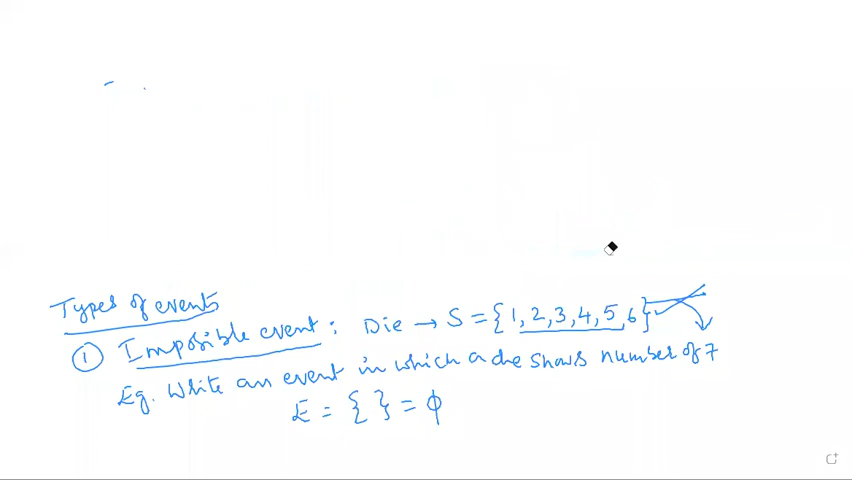 Types of events
① Imposible event : Die → S = {1,2,3,4,5,6}
Eg. Write an event in which a die shows number of 7
E = { } = ϕ